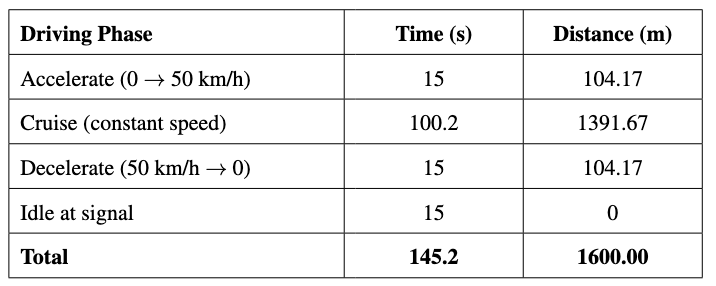 Driving Phase Time (s) Distance (m)
Accelerate (0 → 50 km/h) 15 104.17
Cruise (constant speed) 100.2 1391.67
Decelerate (50 km/h → 0) 15 104.17
Idle at signal 15 0
Total 145.2 1600.00